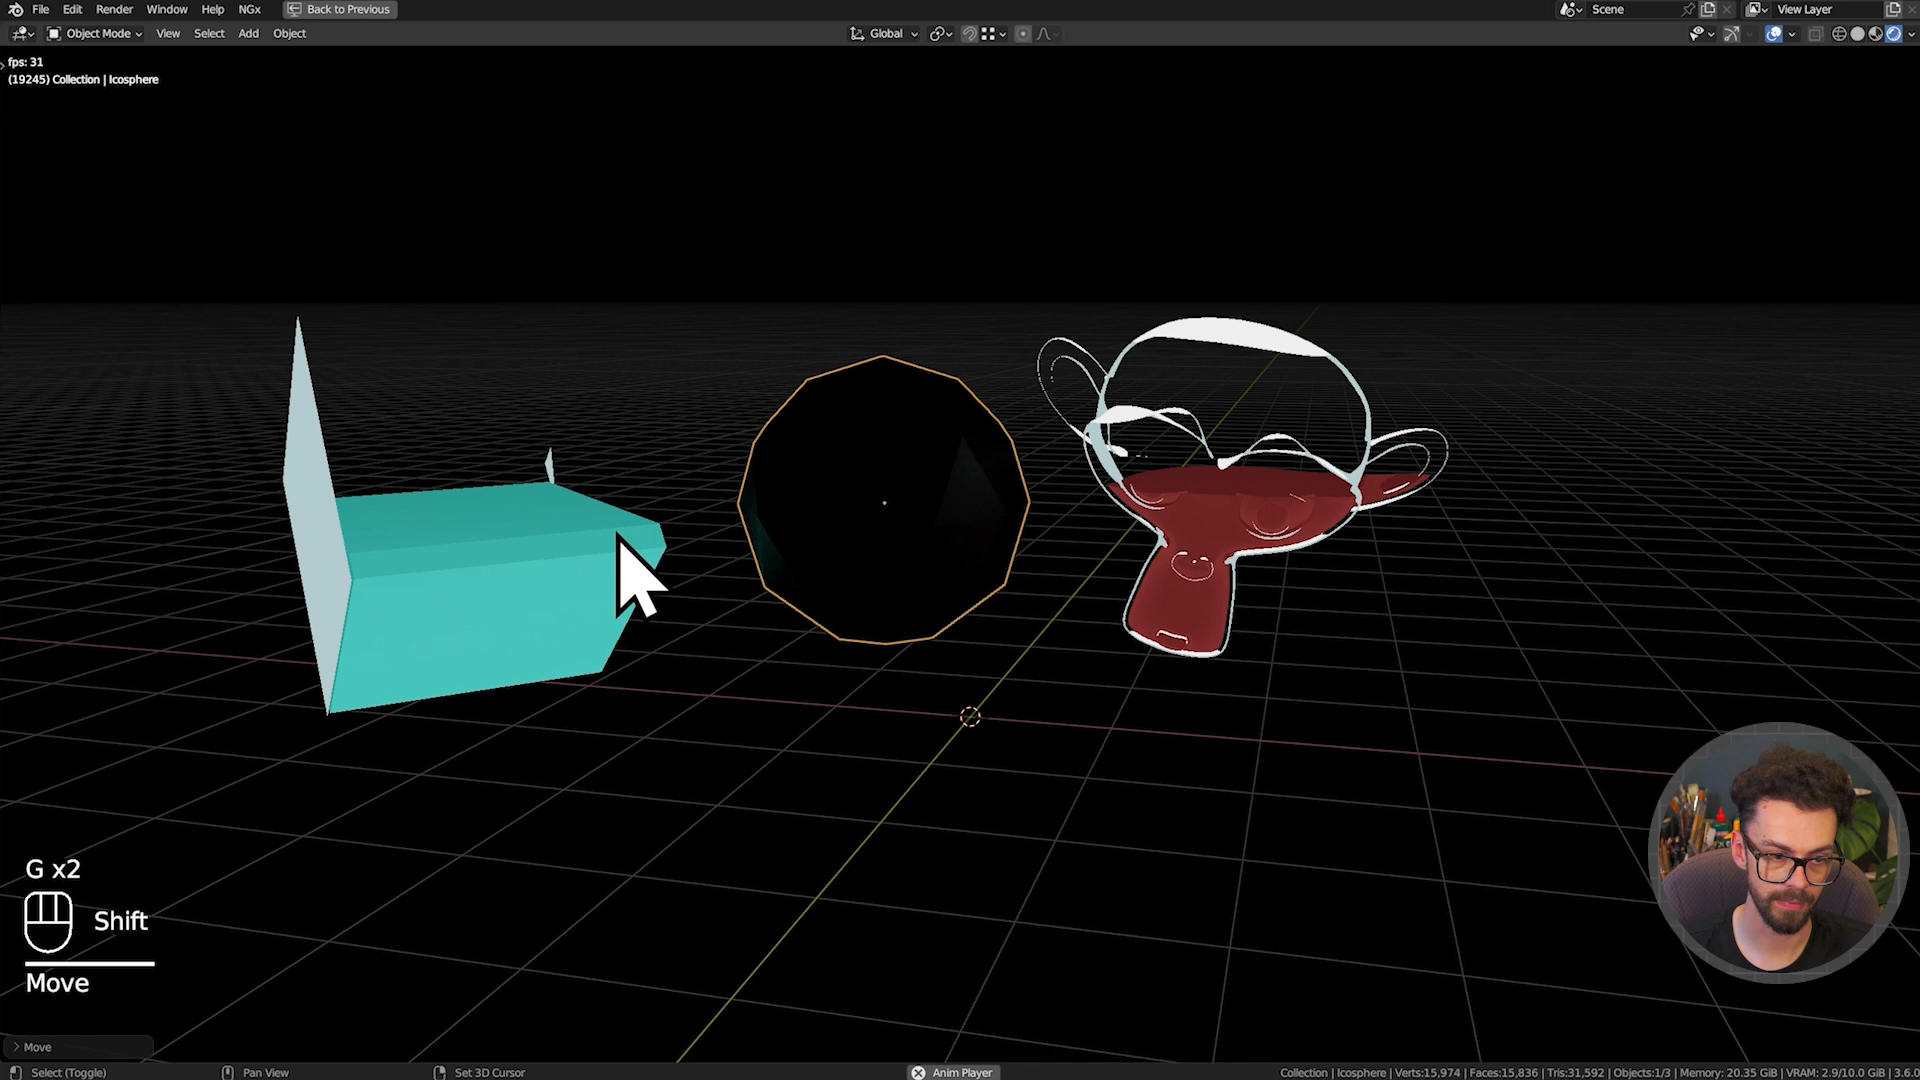 File Edit Render Window Help NGx Back to Previous Scene View Layer
Object Mode View Select Add Object Global
fps: 31
(19245) Collection | Icosphere
G x2
Shift
Move
Move
Select (Toggle) Pan View Set 3D Cursor Anim Player Collection | Icosphere | Verts:15,974 | Faces:15,836 | Tris:31,592 | Objects:1/3 | Memory: 20.35 GiB | VRAM: 2.9/10.0 GiB | 3.6.0